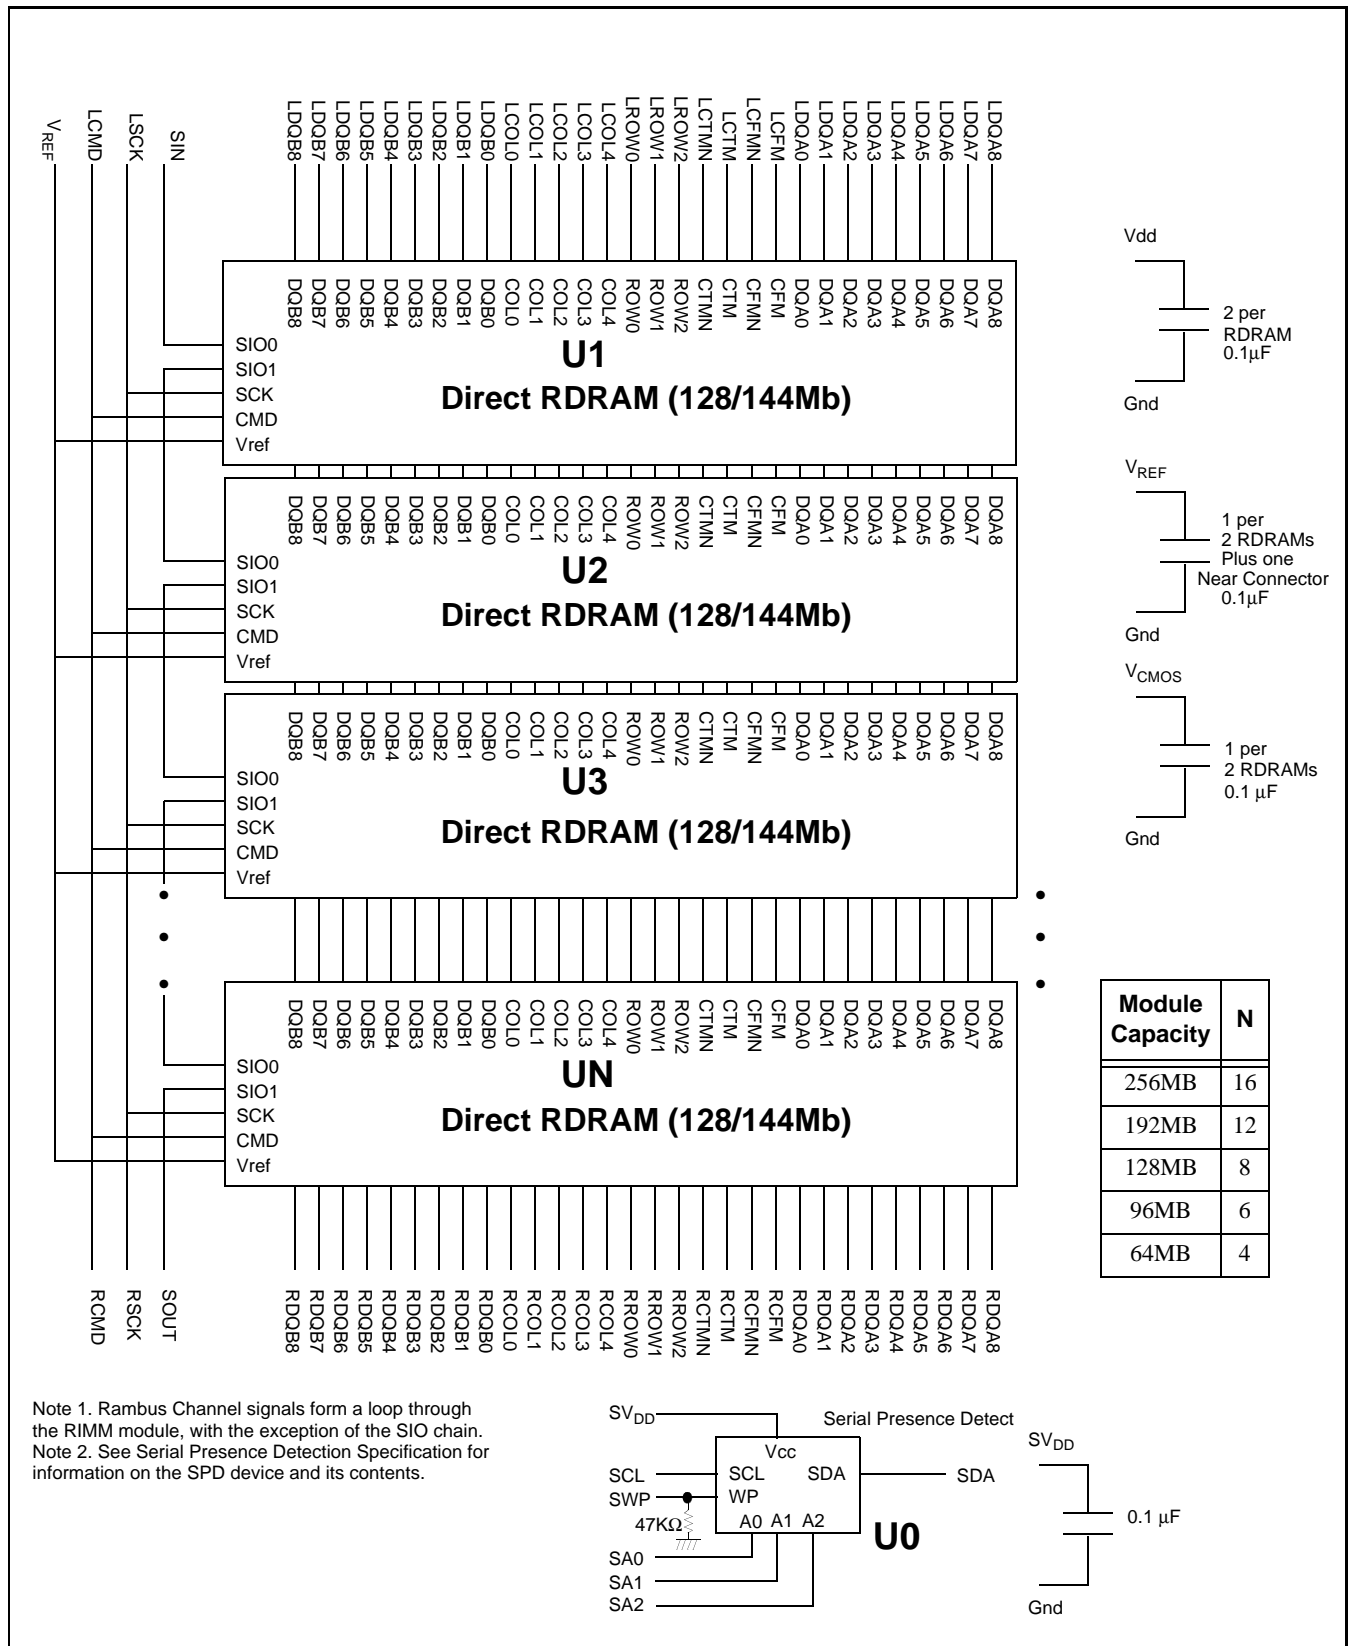 VREF
LCMD
LSCK
SIN
LDQB8
LDQB7
LDQB6
LDQB5
LDQB4
LDQB3
LDQB2
LDQB1
LDQB0
LCOL0
LCOL1
LCOL2
LCOL3
LCOL4
LROW0
LROW1
LROW2
LCTMN
LCTM
LCFMN
LCFM
LDQA0
LDQA1
LDQA2
LDQA3
LDQA4
LDQA5
LDQA6
LDQA7
LDQA8
DQB8
DQB7
DQB6
DQB5
DQB4
DQB3
DQB2
DQB1
DQB0
COL0
COL1
COL2
COL3
COL4
ROW0
ROW1
ROW2
CTMN
CTM
CFMN
CFM
DQA0
DQA1
DQA2
DQA3
DQA4
DQA5
DQA6
DQA7
DQA8
SIO0
SIO1
SCK
CMD
Vref
U1
Direct RDRAM (128/144Mb)
DQB8
DQB7
DQB6
DQB5
DQB4
DQB3
DQB2
DQB1
DQB0
COL0
COL1
COL2
COL3
COL4
ROW0
ROW1
ROW2
CTMN
CTM
CFMN
CFM
DQA0
DQA1
DQA2
DQA3
DQA4
DQA5
DQA6
DQA7
DQA8
SIO0
SIO1
SCK
CMD
Vref
U2
Direct RDRAM (128/144Mb)
DQB8
DQB7
DQB6
DQB5
DQB4
DQB3
DQB2
DQB1
DQB0
COL0
COL1
COL2
COL3
COL4
ROW0
ROW1
ROW2
CTMN
CTM
CFMN
CFM
DQA0
DQA1
DQA2
DQA3
DQA4
DQA5
DQA6
DQA7
DQA8
SIO0
SIO1
SCK
CMD
Vref
U3
Direct RDRAM (128/144Mb)
DQB8
DQB7
DQB6
DQB5
DQB4
DQB3
DQB2
DQB1
DQB0
COL0
COL1
COL2
COL3
COL4
ROW0
ROW1
ROW2
CTMN
CTM
CFMN
CFM
DQA0
DQA1
DQA2
DQA3
DQA4
DQA5
DQA6
DQA7
DQA8
SIO0
SIO1
SCK
CMD
Vref
UN
Direct RDRAM (128/144Mb)
RCMD
RSCK
SOUT
RDQB8
RDQB7
RDQB6
RDQB5
RDQB4
RDQB3
RDQB2
RDQB1
RDQB0
RCOL0
RCOL1
RCOL2
RCOL3
RCOL4
RROW0
RROW1
RROW2
RCTMN
RCTM
RCFMN
RCFM
RDQA0
RDQA1
RDQA2
RDQA3
RDQA4
RDQA5
RDQA6
RDQA7
RDQA8
Vdd
2 per
RDRAM
0.1µF
Gnd
VREF
1 per
2 RDRAMs
Plus one
Near Connector
0.1µF
Gnd
VCMOS
1 per
2 RDRAMs
0.1 µF
Gnd
Module Capacity N
256MB 16
192MB 12
128MB 8
96MB 6
64MB 4
Note 1. Rambus Channel signals form a loop through
the RIMM module, with the exception of the SIO chain.
Note 2. See Serial Presence Detection Specification for
information on the SPD device and its contents.
SVDD
Serial Presence Detect
Vcc
SCL SCL SDA SDA
SWP WP
47KΩ A0 A1 A2
U0
SA0
SA1
SA2
SVDD
0.1 µF
Gnd